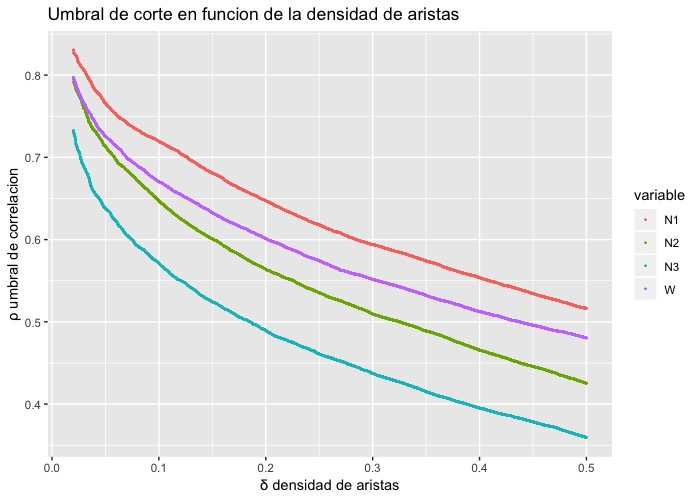 Umbral de corte en funcion de la densidad de aristas
ρ umbral de correlacion
0.8
0.7
0.6
0.5
0.4
0.0 0.1 0.2 0.3 0.4 0.5
δ densidad de aristas
variable
N1
N2
N3
W